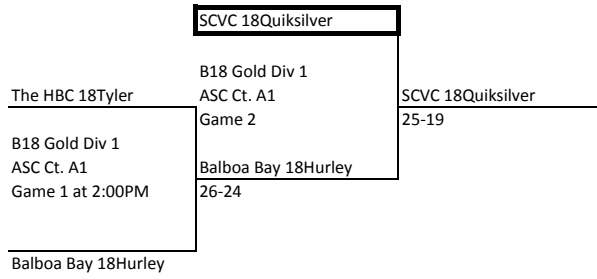 SCVC 18Quiksilver
B18 Gold Div 1
The HBC 18Tyler
ASC Ct. A1
SCVC 18Quiksilver
Game 2
25-19
B18 Gold Div 1
ASC Ct. A1
Balboa Bay 18Hurley
Game 1 at 2:00PM
26-24
Balboa Bay 18Hurley